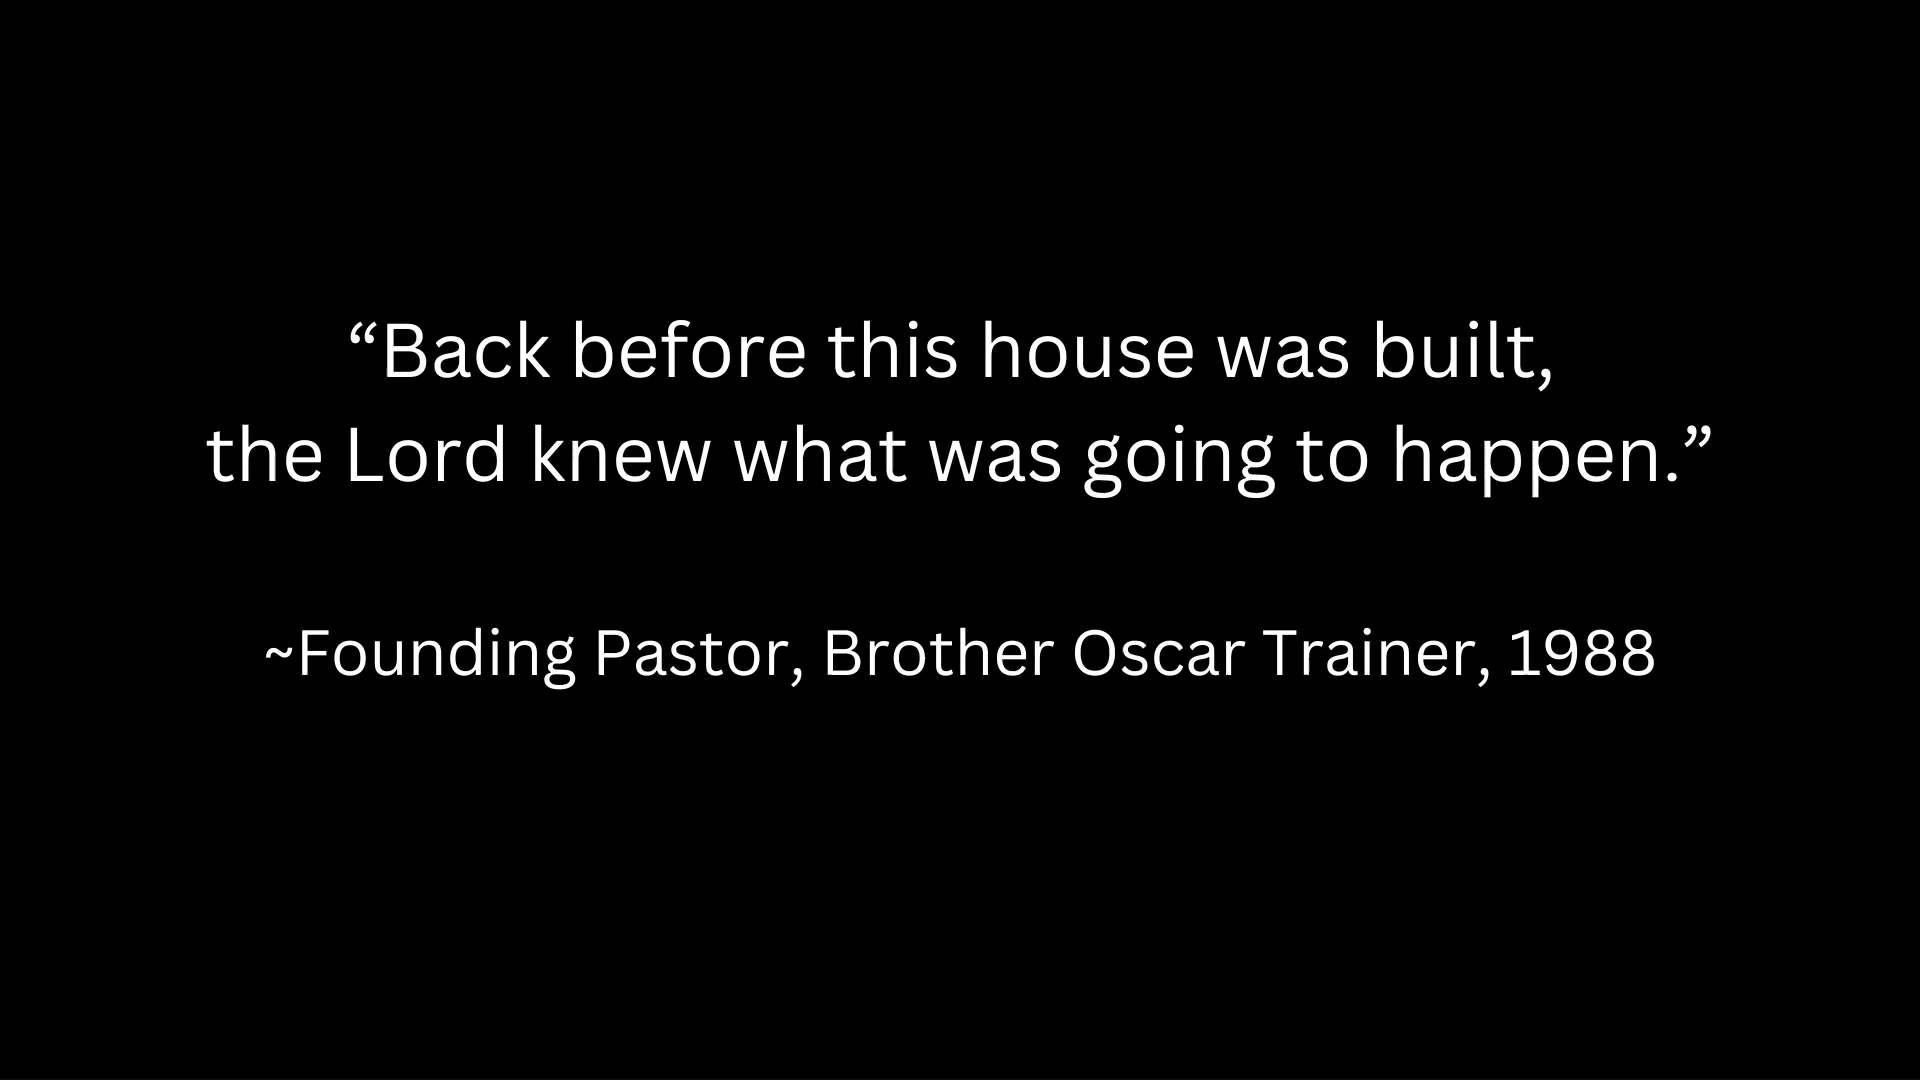 “Back before this house was built,
the Lord knew what was going to happen.”
~Founding Pastor, Brother Oscar Trainer, 1988